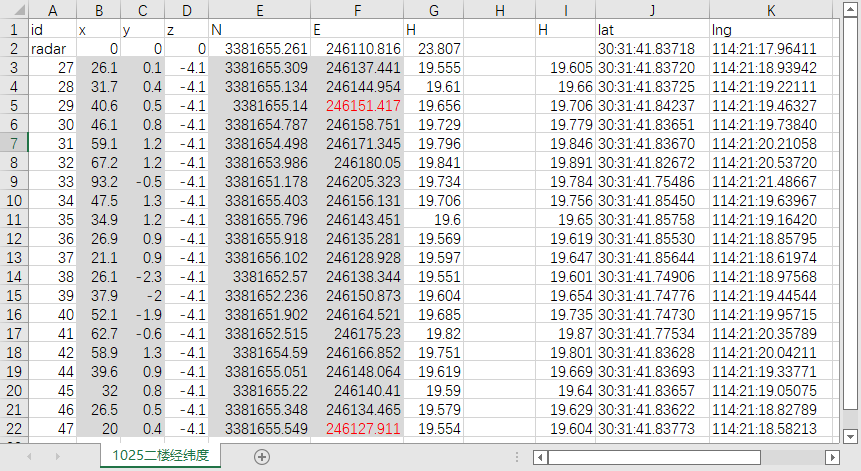 A B C D E F G H I J K
1 id x y z N E H H lat lng
2 radar 0 0 0 3381655.261 246110.816 23.807 30:31:41.83718 114:21:17.96411
3 27 26.1 0.1 -4.1 3381655.309 246137.441 19.555 19.605 30:31:41.83720 114:21:18.93942
4 28 31.7 0.4 -4.1 3381655.134 246144.954 19.61 19.66 30:31:41.83725 114:21:19.22111
5 29 40.6 0.5 -4.1 3381655.14 246151.417 19.656 19.706 30:31:41.84237 114:21:19.46327
6 30 46.1 0.8 -4.1 3381654.787 246158.751 19.729 19.779 30:31:41.83651 114:21:19.73840
7 31 59.1 1.2 -4.1 3381654.498 246171.345 19.796 19.846 30:31:41.83670 114:21:20.21058
8 32 67.2 1.2 -4.1 3381653.986 246180.05 19.841 19.891 30:31:41.82672 114:21:20.53720
9 33 93.2 -0.5 -4.1 3381651.178 246205.323 19.734 19.784 30:31:41.75486 114:21:21.48667
10 34 47.5 1.3 -4.1 3381655.403 246156.131 19.706 19.756 30:31:41.85450 114:21:19.63967
11 35 34.9 1.2 -4.1 3381655.796 246143.451 19.6 19.65 30:31:41.85758 114:21:19.16420
12 36 26.9 0.9 -4.1 3381655.918 246135.281 19.569 19.619 30:31:41.85530 114:21:18.85795
13 37 21.1 0.9 -4.1 3381656.102 246128.928 19.597 19.647 30:31:41.85644 114:21:18.61974
14 38 26.1 -2.3 -4.1 3381652.57 246138.344 19.551 19.601 30:31:41.74906 114:21:18.97568
15 39 37.9 -2 -4.1 3381652.236 246150.873 19.604 19.654 30:31:41.74776 114:21:19.44544
16 40 52.1 -1.9 -4.1 3381651.902 246164.521 19.685 19.735 30:31:41.74730 114:21:19.95715
17 41 62.7 -0.6 -4.1 3381652.515 246175.23 19.82 19.87 30:31:41.77534 114:21:20.35789
18 42 58.9 1.3 -4.1 3381654.59 246166.852 19.751 19.801 30:31:41.83628 114:21:20.04211
19 44 39.6 0.9 -4.1 3381655.051 246148.064 19.619 19.669 30:31:41.83693 114:21:19.33771
20 45 32 0.8 -4.1 3381655.22 246140.41 19.59 19.64 30:31:41.83657 114:21:19.05075
21 46 26.5 0.5 -4.1 3381655.348 246134.465 19.579 19.629 30:31:41.83622 114:21:18.82789
22 47 20 0.4 -4.1 3381655.549 246127.911 19.554 19.604 30:31:41.83773 114:21:18.58213
1025二楼经纬度